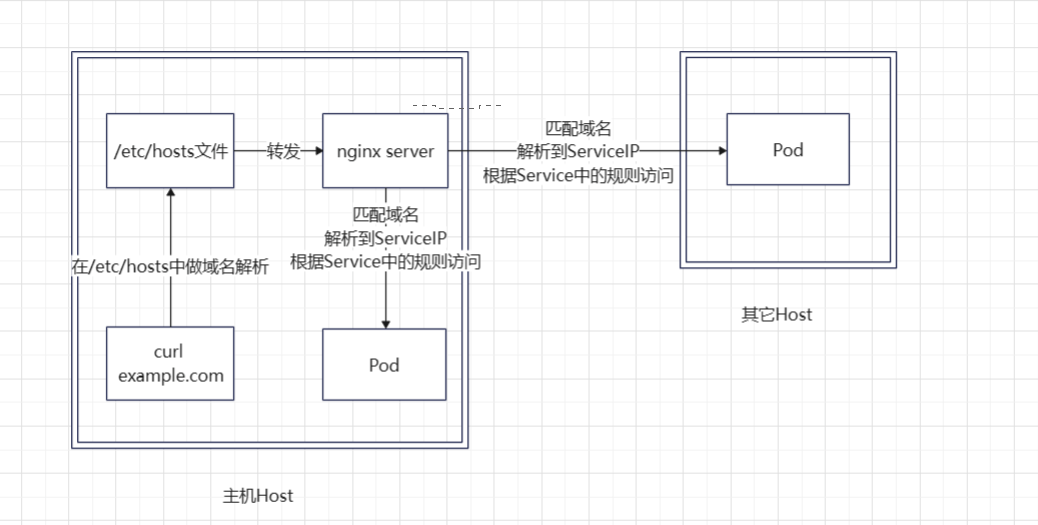 /etc/hosts文件
转发
nginx server
匹配域名
解析到ServiceIP
根据Service中的规则访问
Pod
匹配域名
解析到ServiceIP
根据Service中的规则访问
在/etc/hosts中做域名解析
其它Host
curl
example.com
Pod
主机Host